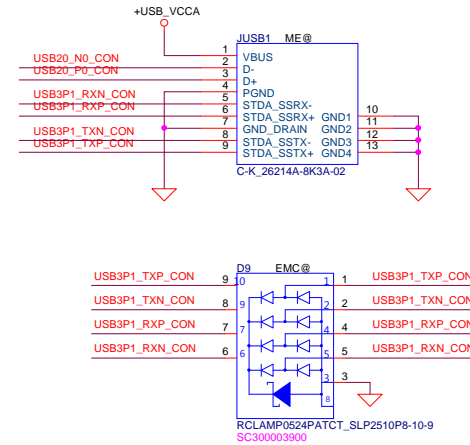 +USB_VCCA
JUSB1 ME@
1 VBUS
USB20_N0_CON 2 D-
USB20_P0_CON 3 D+
4 PGND
USB3P1_RXN_CON 5 STDA_SSRX-
USB3P1_RXP_CON 6 STDA_SSRX+ GND1 10
7 GND_DRAIN GND2 11
USB3P1_TXN_CON 8 STDA_SSTX- GND3 12
USB3P1_TXP_CON 9 STDA_SSTX+ GND4 13
C-K_26214A-8K3A-02
D9 EMC@
USB3P1_TXP_CON 9 10 1 1 USB3P1_TXP_CON
USB3P1_TXN_CON 8 9 2 2 USB3P1_TXN_CON
USB3P1_RXP_CON 7 7 4 4 USB3P1_RXP_CON
USB3P1_RXN_CON 6 6 5 5 USB3P1_RXN_CON
3 3
8
RCLAMP0524PATCT_SLP2510P8-10-9
SC300003900